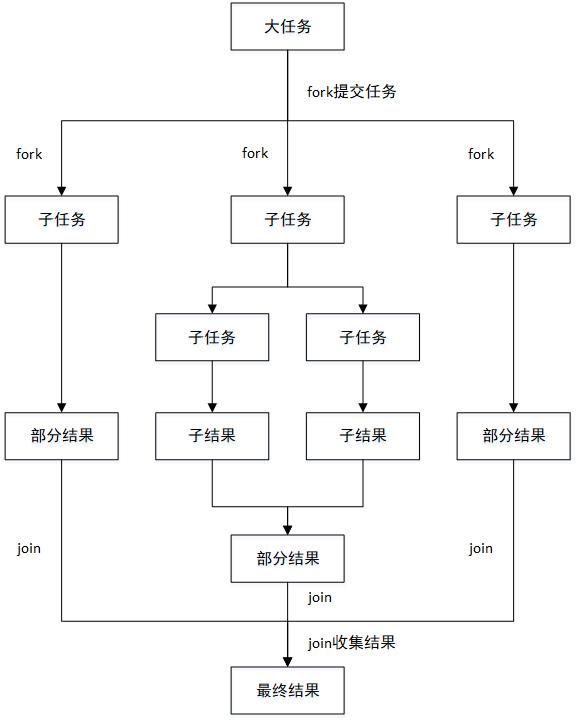 大任务
fork提交任务
fork
fork
fork
子任务
子任务
子任务
子任务
子任务
部分结果
子结果
子结果
部分结果
join
join
部分结果
join
join收集结果
最终结果